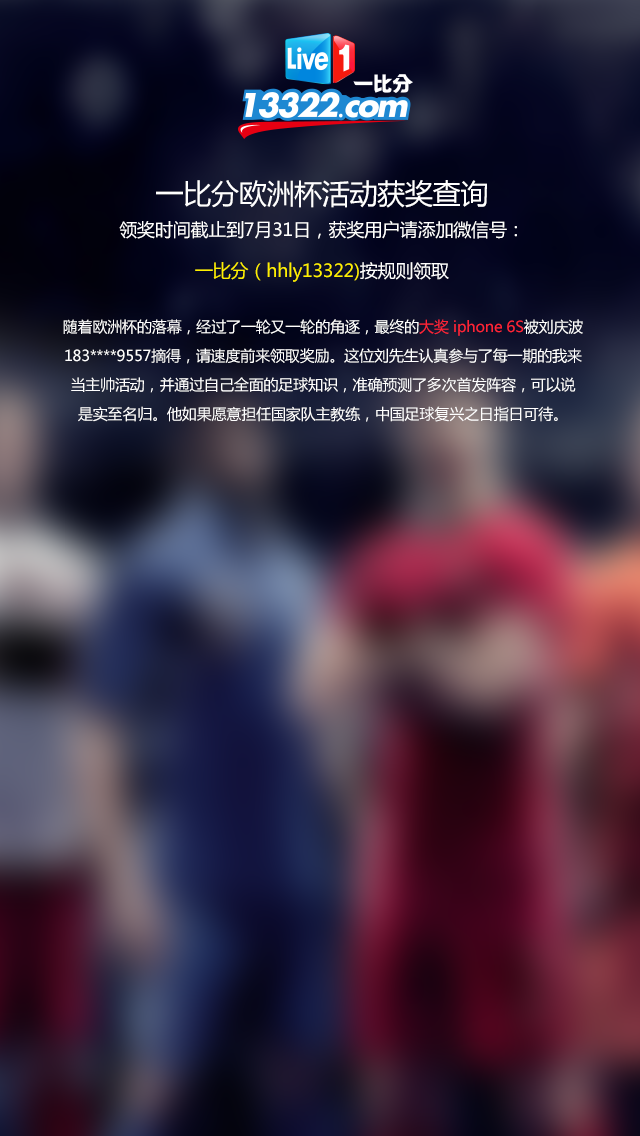 Live 1
一比分
13322.com
一比分欧洲杯活动获奖查询
领奖时间截止到7月31日，获奖用户请添加微信号：
一比分（hhly13322)按规则领取
随着欧洲杯的落幕，经过了一轮又一轮的角逐，最终的大奖 iphone 6S被刘庆波
183****9557摘得，请速度前来领取奖励。这位刘先生认真参与了每一期的我来
当主帅活动，并通过自己全面的足球知识，准确预测了多次首发阵容，可以说
是实至名归。他如果愿意担任国家队主教练，中国足球复兴之日指日可待。